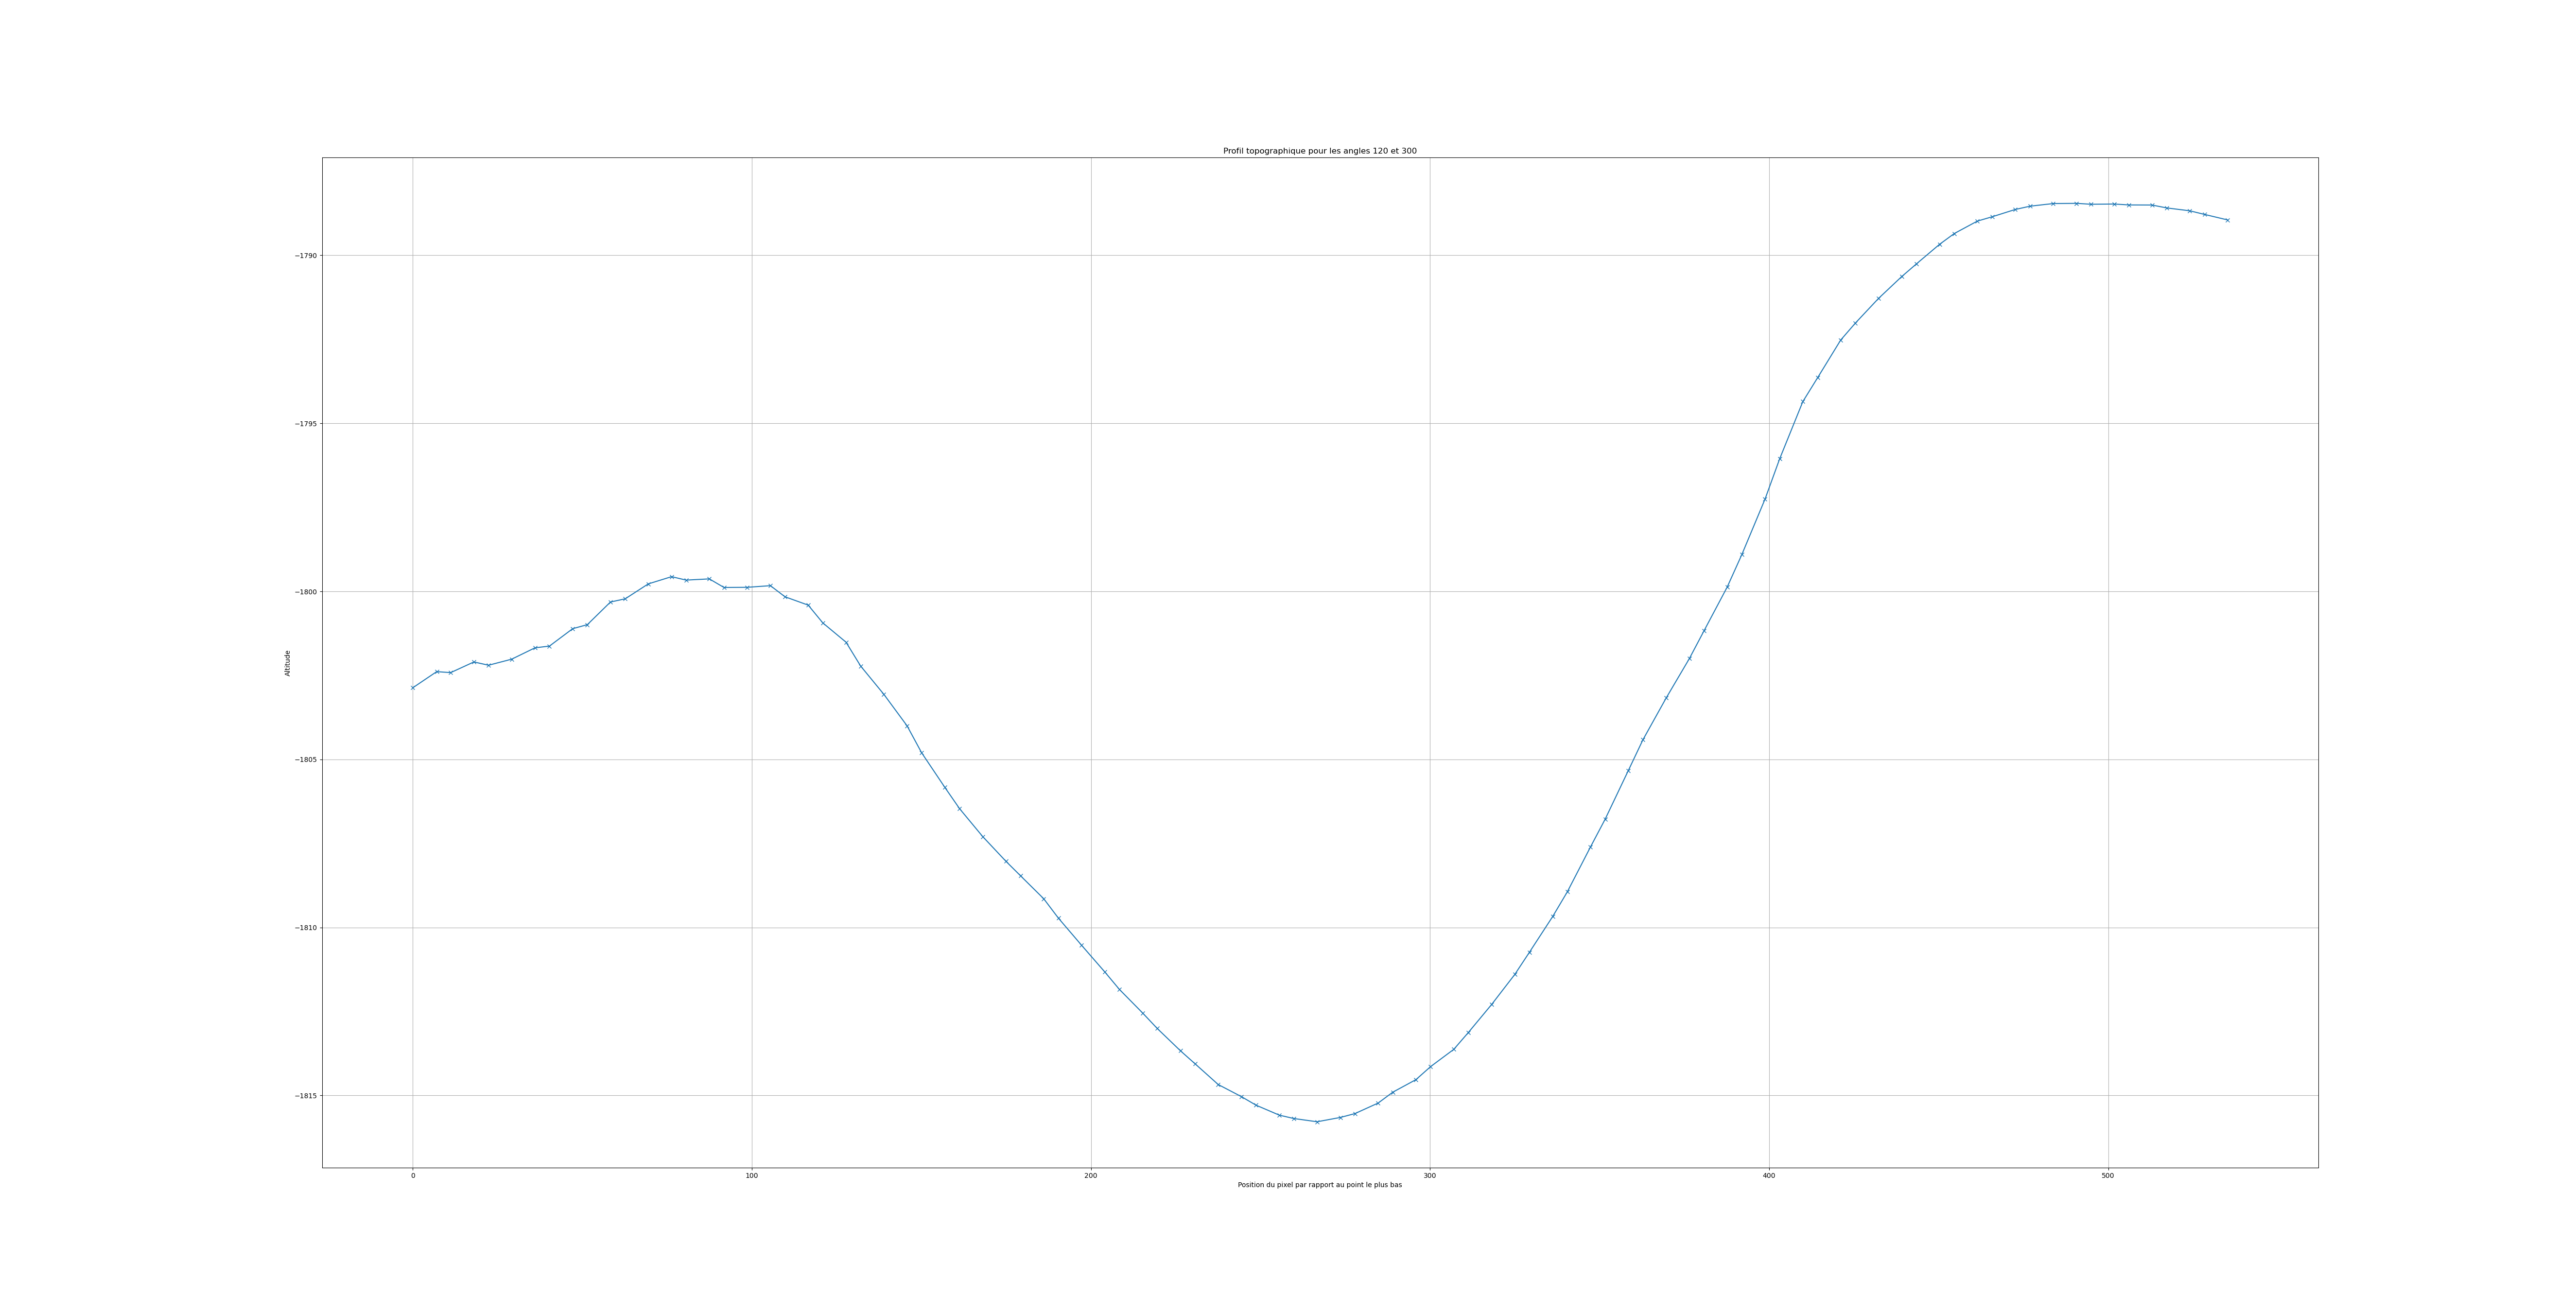 Profil topographique pour les angles 120 et 300
−1790
−1795
−1800
−1805
−1810
−1815
Altitude
0 100 200 300 400 500
Position du pixel par rapport au point le plus bas